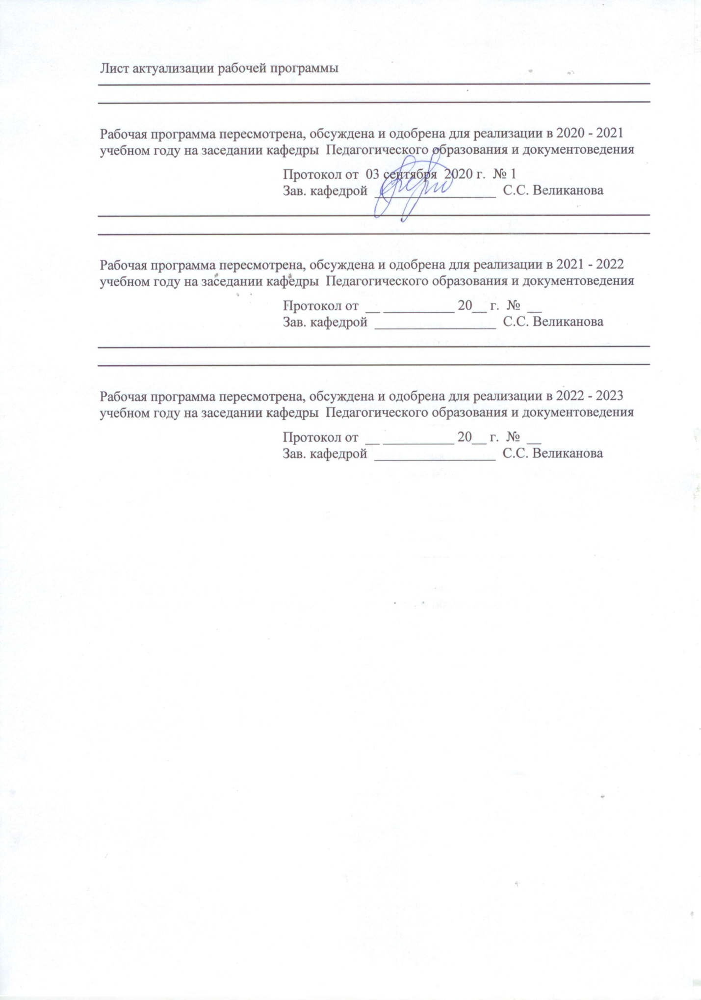 Лист актуализации рабочей программы
Рабочая программа пересмотрена, обсуждена и одобрена для реализации в 2020 - 2021
учебном году на заседании кафедры Педагогического образования и документоведения
Протокол от 03 сентября 2020 г. № 1
Зав. кафедрой __________________ С.С. Великанова
Рабочая программа пересмотрена, обсуждена и одобрена для реализации в 2021 - 2022
учебном году на заседании кафедры Педагогического образования и документоведения
Протокол от __ __________ 20__ г. № __
Зав. кафедрой __________________ С.С. Великанова
Рабочая программа пересмотрена, обсуждена и одобрена для реализации в 2022 - 2023
учебном году на заседании кафедры Педагогического образования и документоведения
Протокол от __ __________ 20__ г. № __
Зав. кафедрой __________________ С.С. Великанова